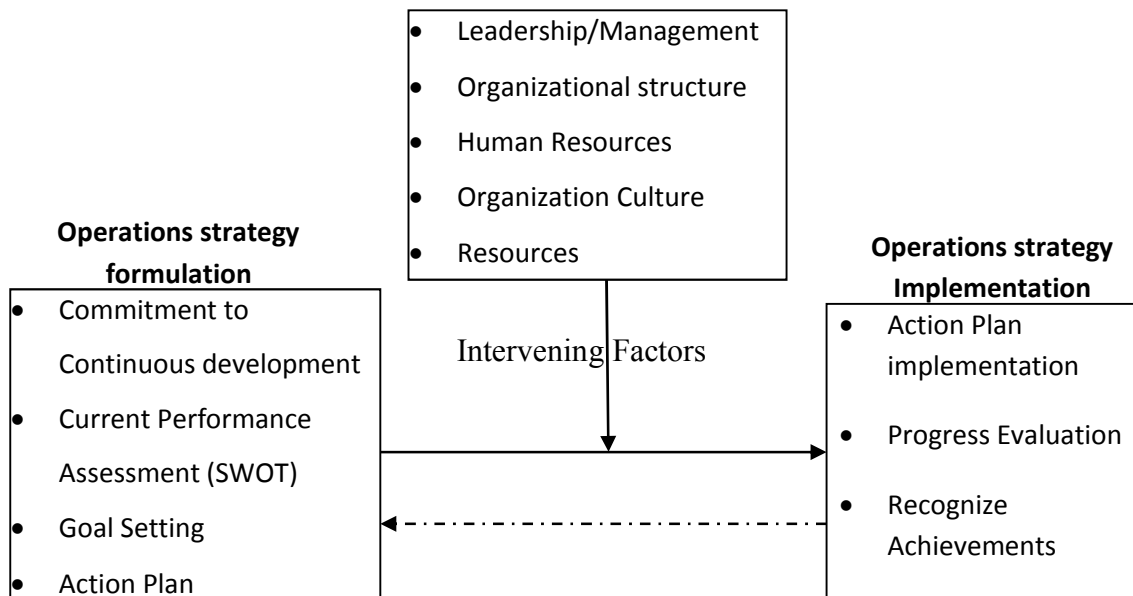 • Leadership/Management
• Organizational structure
• Human Resources
• Organization Culture
• Resources
Intervening Factors
Operations strategy
formulation
• Commitment to
Continuous development
• Current Performance
Assessment (SWOT)
• Goal Setting
• Action Plan
Operations strategy
Implementation
• Action Plan
implementation
• Progress Evaluation
• Recognize
Achievements